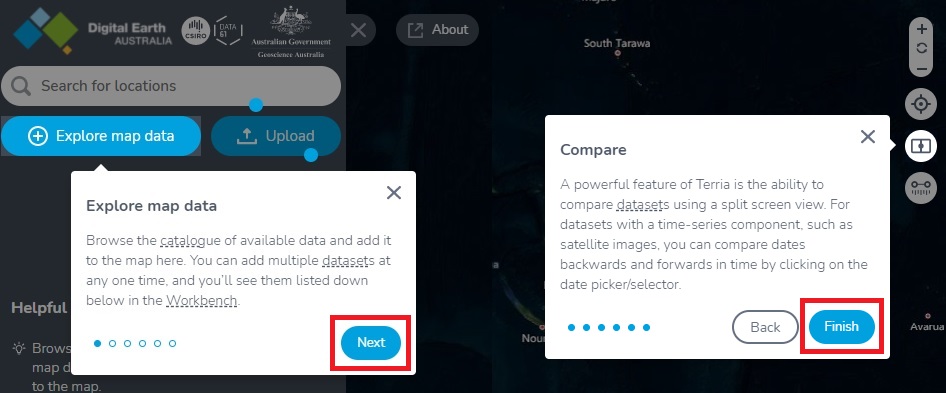 Digital Earth
AUSTRALIA
CSIRO
DATA
61
Australian Government
Geoscience Australia
About
Search for locations
Explore map data
Upload
South Tarawa
Explore map data
Browse the catalogue of available data and add it
to the map here. You can add multiple datasets at
any one time, and you'll see them listed down
below in the Workbench.
Next
Helpful
Brows
map d
to the map.
Compare
A powerful feature of Terria is the ability to
compare datasets using a split screen view. For
datasets with a time-series component, such as
satellite images, you can compare dates
backwards and forwards in time by clicking on the
date picker/selector.
Back
Finish
Nou
Avarua